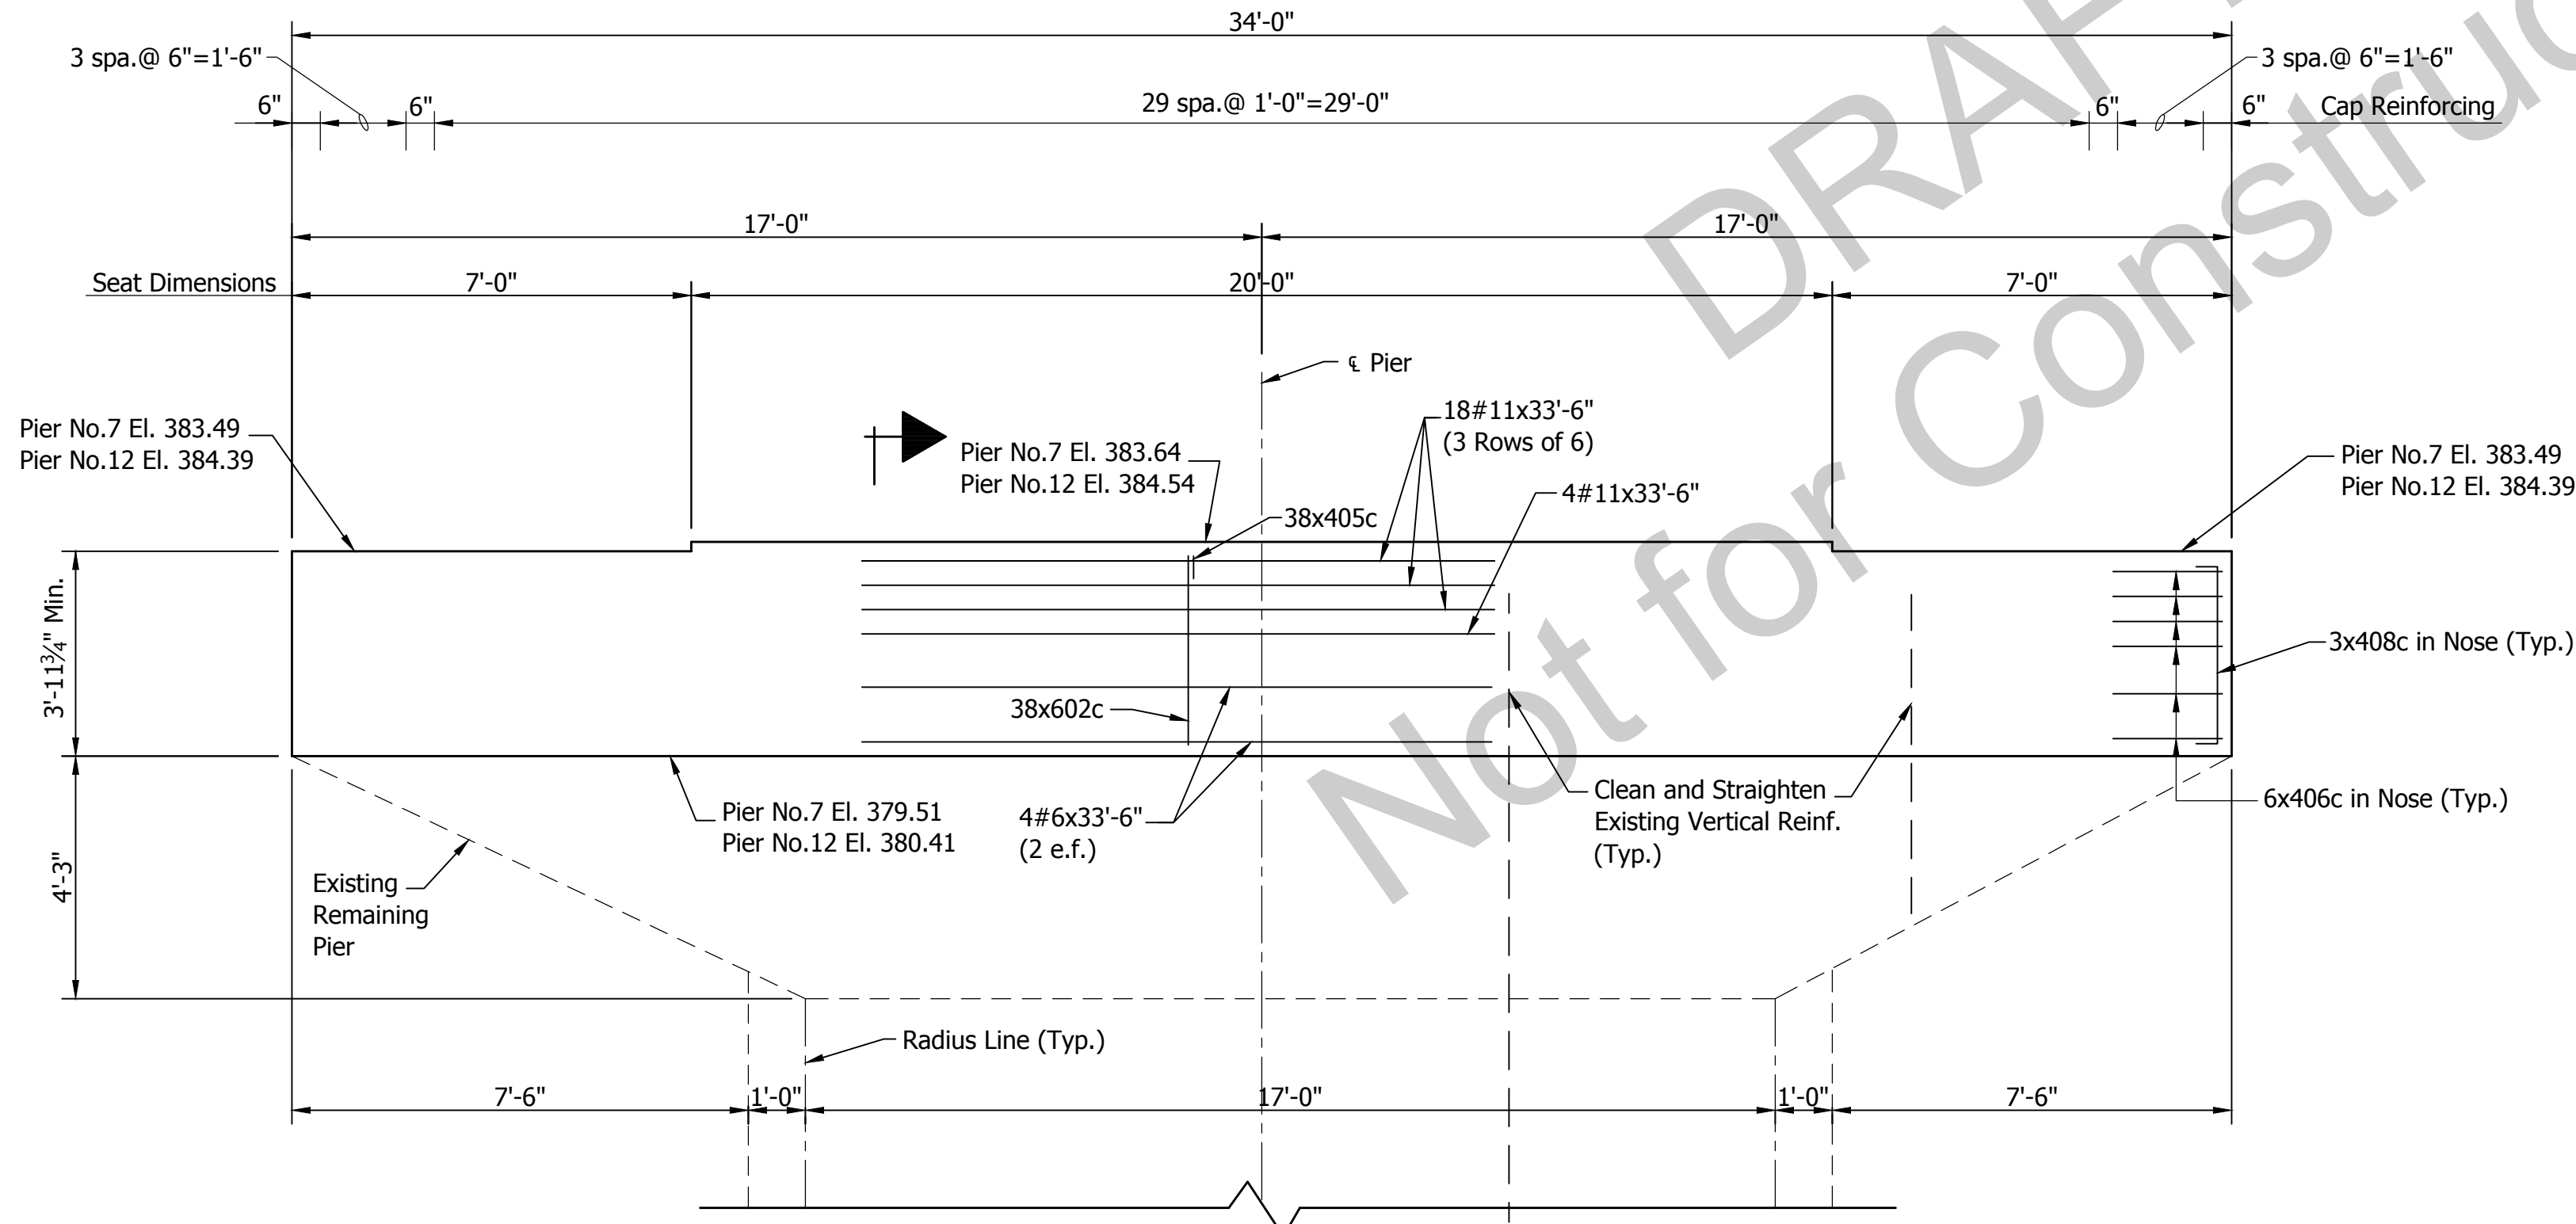 34'-0"
3 spa.@ 6"=1'-6"
3 spa.@ 6"=1'-6"
6"
6"
29 spa.@ 1'-0"=29'-0"
6"
6"
Cap Reinforcing
17'-0"
17'-0"
Seat Dimensions
7'-0"
20'-0"
7'-0"
℄ Pier
Pier No.7 El. 383.49
Pier No.12 El. 384.39
Pier No.7 El. 383.64
Pier No.12 El. 384.54
18#11x33'-6"
(3 Rows of 6)
4#11x33'-6"
Pier No.7 El. 383.49
Pier No.12 El. 384.39
38x405c
3'-11¾" Min.
38x602c
3x408c in Nose (Typ.)
6x406c in Nose (Typ.)
Pier No.7 El. 379.51
Pier No.12 El. 380.41
4#6x33'-6"
(2 e.f.)
Clean and Straighten
Existing Vertical Reinf.
(Typ.)
4'-3"
Existing
Remaining
Pier
Radius Line (Typ.)
7'-6"
1'-0"
17'-0"
1'-0"
7'-6"
Not for